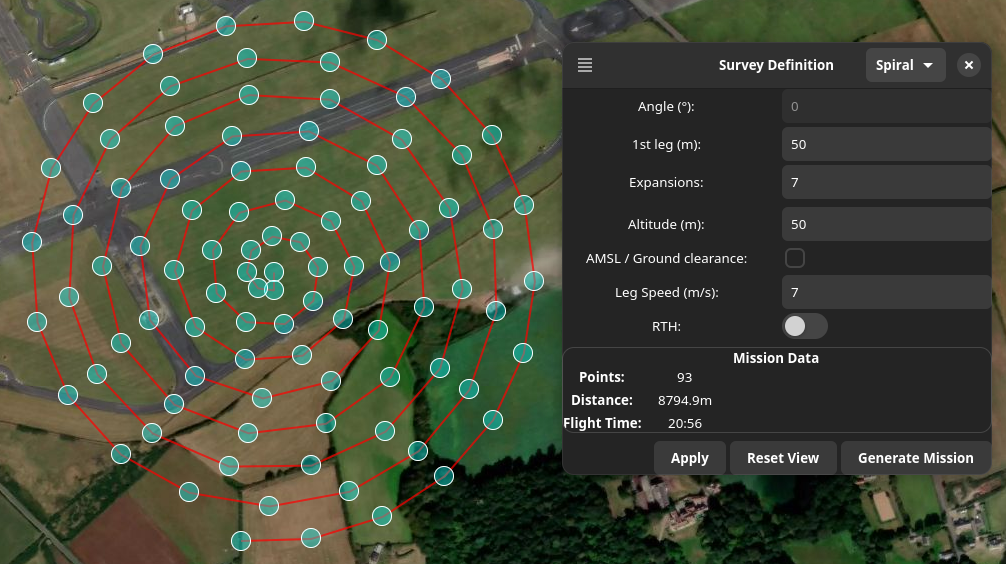 Survey Definition
Spiral
Angle (°): 0
1st leg (m): 50
Expansions: 7
Altitude (m): 50
AMSL / Ground clearance:
Leg Speed (m/s): 7
RTH:
Mission Data
Points: 93
Distance: 8794.9m
Flight Time: 20:56
Apply
Reset View
Generate Mission